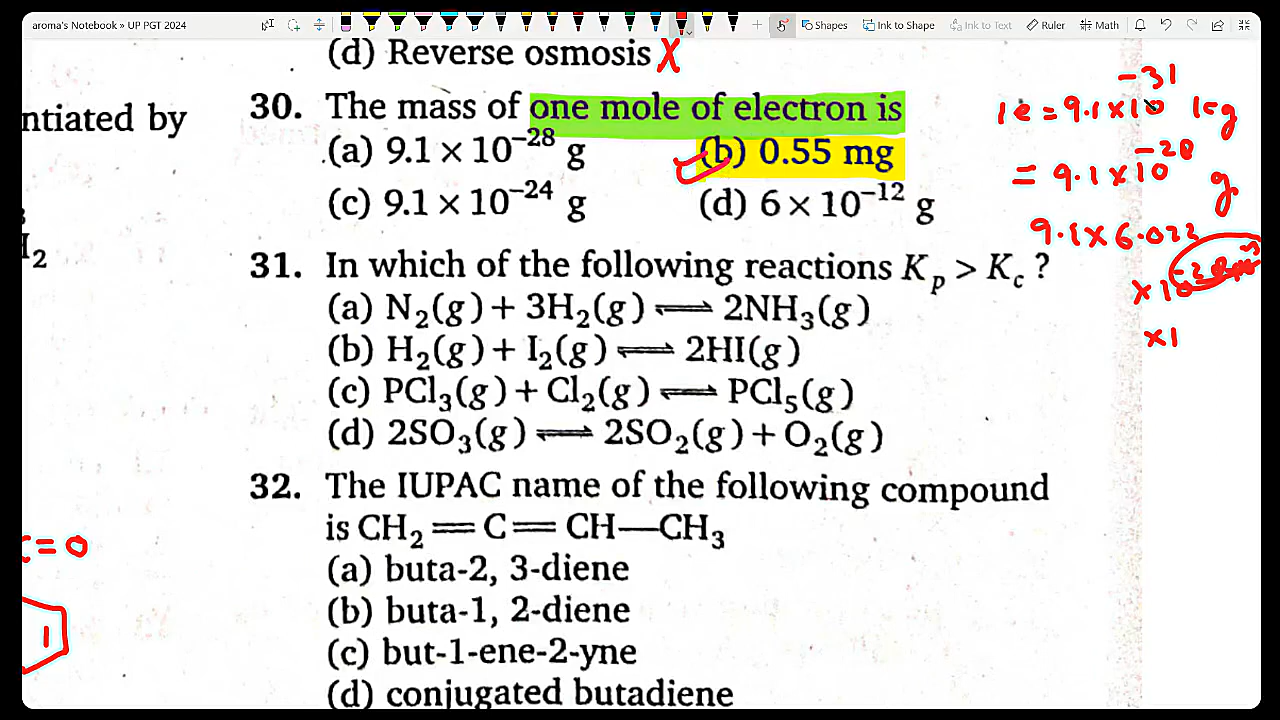 aroma's Notebook » UP PGT 2024
Shapes Ink to Shape Ink to Text Ruler Math
(d) Reverse osmosis X
ntiated by
30. The mass of one mole of electron is
(a) 9.1 × 10⁻²⁸ g (b) 0.55 mg
(c) 9.1 × 10⁻²⁴ g (d) 6 × 10⁻¹² g
H₂
31. In which of the following reactions Kₚ > K꜀ ?
(a) N₂(g) + 3H₂(g) ⇌ 2NH₃(g)
(b) H₂(g) + I₂(g) ⇌ 2HI(g)
(c) PCl₃(g) + Cl₂(g) ⇌ PCl₅(g)
(d) 2SO₃(g) ⇌ 2SO₂(g) + O₂(g)
32. The IUPAC name of the following compound
is CH₂=C=CH—CH₃
(a) buta-2, 3-diene
(b) buta-1, 2-diene
(c) but-1-ene-2-yne
(d) conjugated butadiene
= 0
1
1e = 9.1×10⁻³¹ kg
= 9.1×10⁻²⁸ g
9.1×6.022
×10
×1